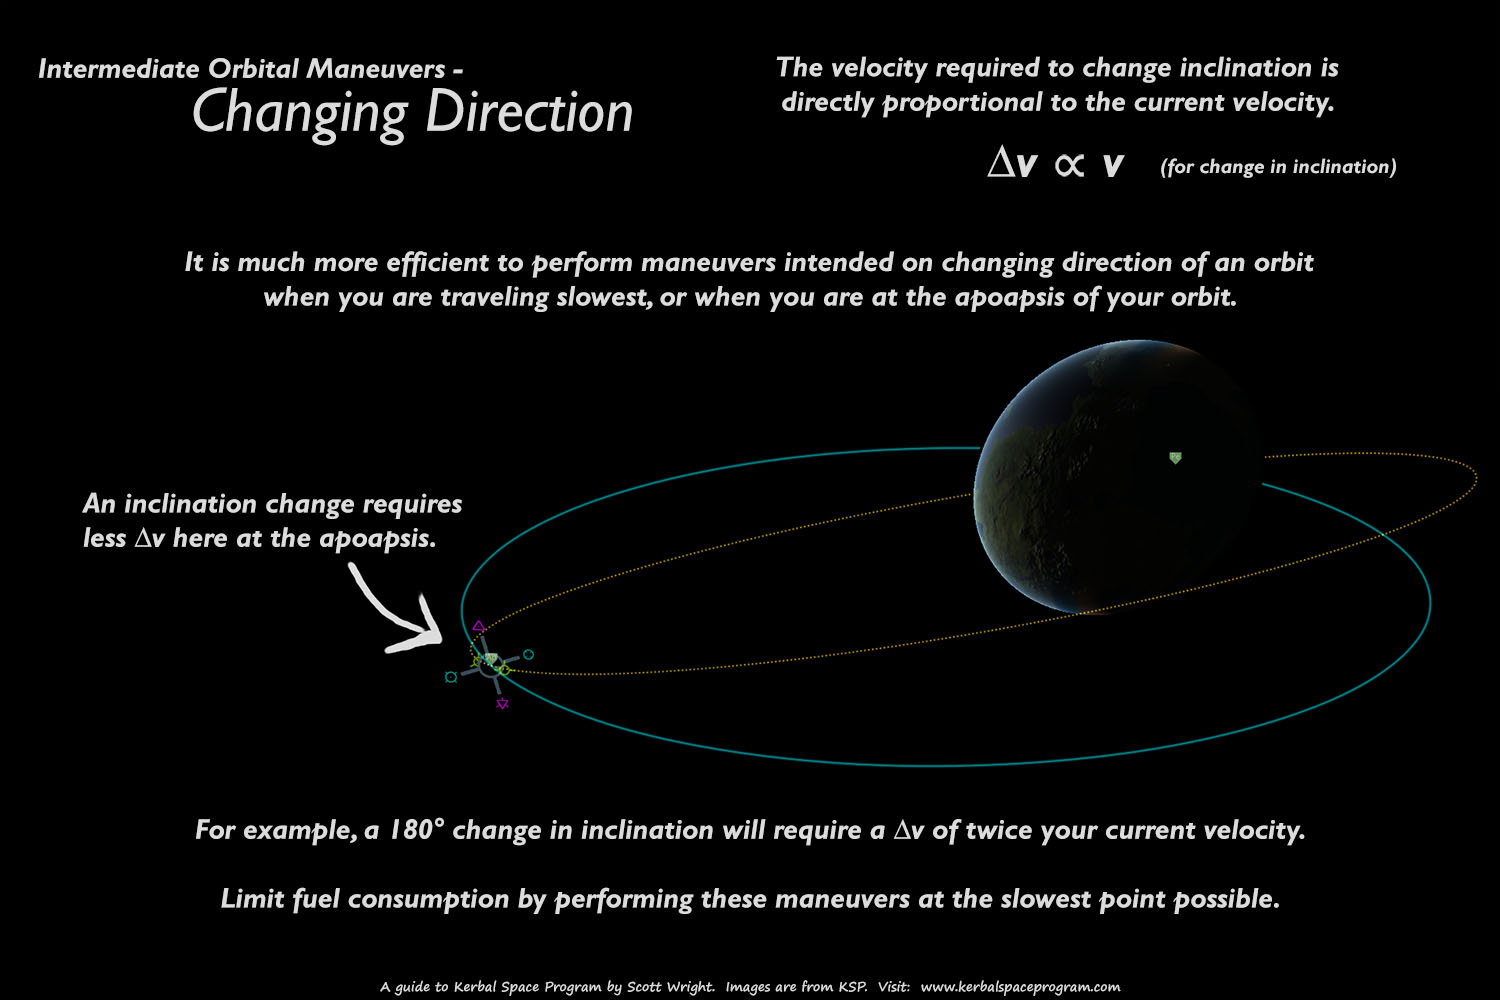 Intermediate Orbital Maneuvers -
Changing Direction
The velocity required to change inclination is
directly proportional to the current velocity.
Δv ∝ v (for change in inclination)
It is much more efficient to perform maneuvers intended on changing direction of an orbit
when you are traveling slowest, or when you are at the apoapsis of your orbit.
Pe
An inclination change requires
less Δv here at the apoapsis.
For example, a 180° change in inclination will require a Δv of twice your current velocity.
Limit fuel consumption by performing these maneuvers at the slowest point possible.
A guide to Kerbal Space Program by Scott Wright. Images are from KSP. Visit: www.kerbalspaceprogram.com